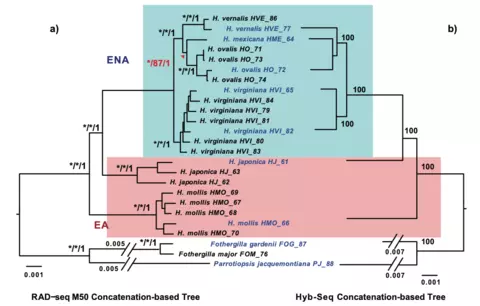 a)
b)
ENA
EA
*/*/1
*/87/1
*
*/*/1
*/*/1
*/*/1
*/*/1
*/*/1
*/*/1
*/*/1
H. vernalis HVE_86
H. vernalis HVE_77
H. mexicana HME_64
H. ovalis HO_71
H. ovalis HO_73
H. ovalis HO_72
H. ovalis HO_74
H. virginiana HVI_65
H. virginiana HVI_84
H. virginiana HVI_79
H. virginiana HVI_81
H. virginiana HVI_82
H. virginiana HVI_80
H. virginiana HVI_83
H. japonica HJ_61
H. japonica HJ_63
H. japonica HJ_62
H. mollis HMO_69
H. mollis HMO_67
H. mollis HMO_68
H. mollis HMO_66
H. mollis HMO_70
Fothergilla gardenii FOG_87
Fothergilla major FOM_76
Parrotiopsis jacquemontiana PJ_88
100
100
100
100
100
100
0.005
0.005
0.007
0.007
0.001
0.001
RAD-seq M50 Concatenation-based Tree
Hyb-Seq Concatenation-based Tree